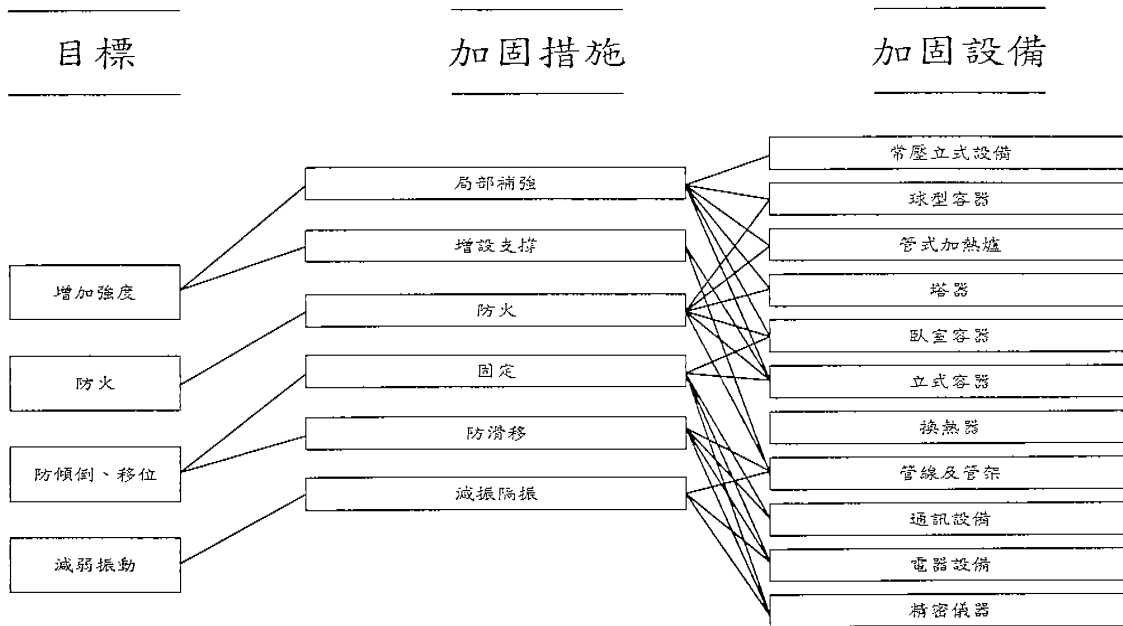 目標
加固措施
加固設備
增加強度
防火
防傾倒、移位
減弱振動
局部補強
增設支撐
防火
固定
防滑移
減振隔振
常壓立式設備
球型容器
管式加熱爐
塔器
臥室容器
立式容器
換熱器
管線及管架
通訊設備
電器設備
精密儀器